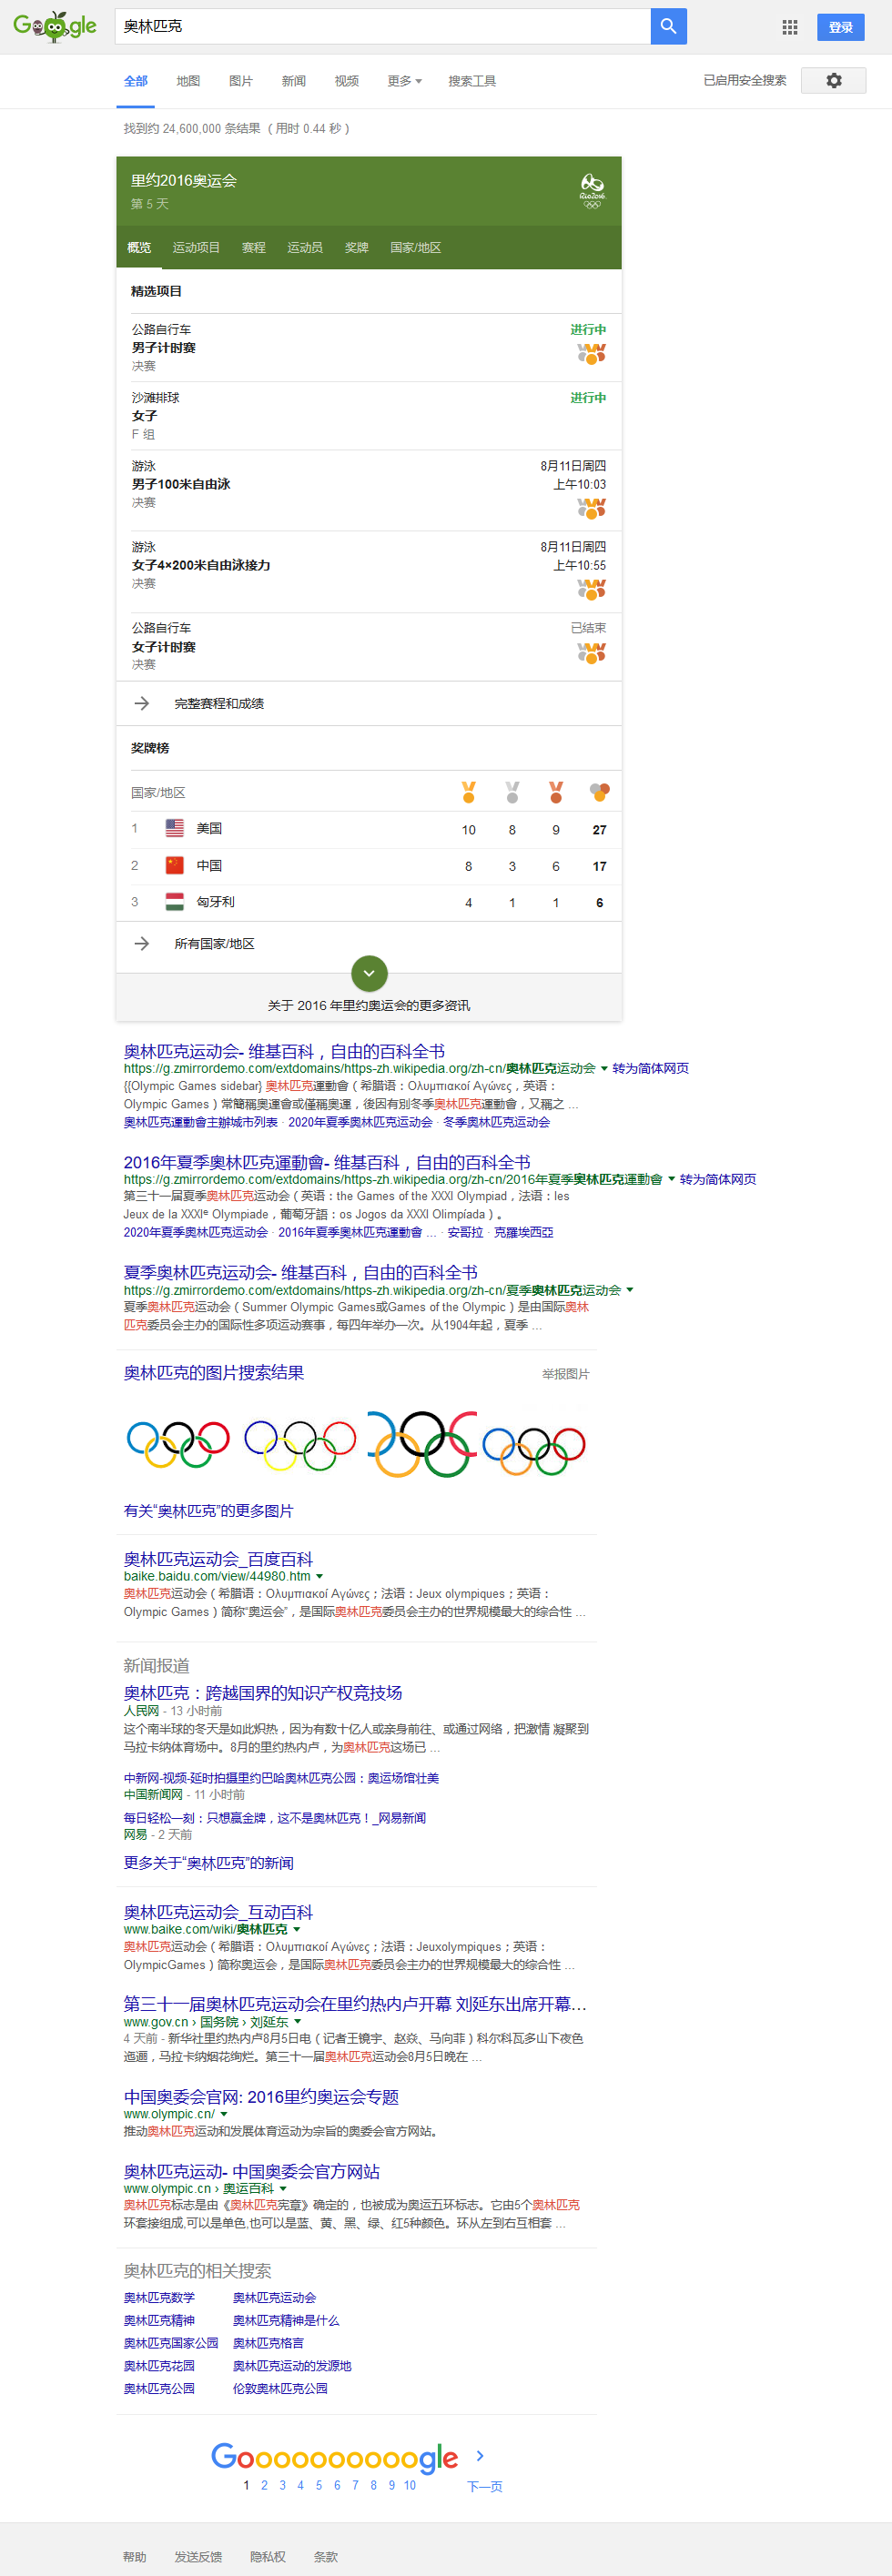 Google
奥林匹克
登录
全部 地图 图片 新闻 视频 更多 搜索工具
已启用安全搜索
找到约 24,600,000 条结果 （用时 0.44 秒）
里约2016奥运会
第 5 天
Rio2016
概览 运动项目 赛程 运动员 奖牌 国家/地区
精选项目
公路自行车 进行中
男子计时赛
决赛
沙滩排球 进行中
女子
F 组
游泳 8月11日周四
男子100米自由泳 上午10:03
决赛
游泳 8月11日周四
女子4×200米自由泳接力 上午10:55
决赛
公路自行车 已结束
女子计时赛
决赛
完整赛程和成绩
奖牌榜
国家/地区
1 美国 10 8 9 27
2 中国 8 3 6 17
3 匈牙利 4 1 1 6
所有国家/地区
关于 2016 年里约奥运会的更多资讯
奥林匹克运动会- 维基百科，自由的百科全书
https://g.zmirrordemo.com/extdomains/https-zh.wikipedia.org/zh-cn/奥林匹克运动会 转为简体网页
{{Olympic Games sidebar} 奧林匹克運動會（希腊语：Ολυμπιακοί Αγώνες，英语：
Olympic Games）常簡稱奧運會或僅稱奧運，後因有別冬季奧林匹克運動會，又稱之 ...
奧林匹克運動會主辦城市列表 · 2020年夏季奥林匹克运动会 · 冬季奥林匹克运动会
2016年夏季奧林匹克運動會- 维基百科，自由的百科全书
https://g.zmirrordemo.com/extdomains/https-zh.wikipedia.org/zh-cn/2016年夏季奧林匹克運動會 转为简体网页
第三十一届夏季奥林匹克运动会（英语：the Games of the XXXI Olympiad，法语：les
Jeux de la XXXIᵉ Olympiade，葡萄牙語：os Jogos da XXXI Olimpíada）。
2020年夏季奥林匹克运动会 · 2016年夏季奧林匹克運動會 ... · 安哥拉 · 克羅埃西亞
夏季奥林匹克运动会- 维基百科，自由的百科全书
https://g.zmirrordemo.com/extdomains/https-zh.wikipedia.org/zh-cn/夏季奥林匹克运动会
夏季奥林匹克运动会（Summer Olympic Games或Games of the Olympic）是由国际奥林
匹克委员会主办的国际性多项运动赛事，每四年举办一次。从1904年起，夏季 ...
奥林匹克的图片搜索结果 举报图片
有关“奥林匹克”的更多图片
奥林匹克运动会_百度百科
baike.baidu.com/view/44980.htm
奥林匹克运动会（希腊语：Ολυμπιακοί Αγώνες；法语：Jeux olympiques；英语：
Olympic Games）简称“奥运会”，是国际奥林匹克委员会主办的世界规模最大的综合性 ...
新闻报道
奥林匹克：跨越国界的知识产权竞技场
人民网 - 13 小时前
这个南半球的冬天是如此炽热，因为有数十亿人或亲身前往、或通过网络，把激情 凝聚到
马拉卡纳体育场中。8月的里约热内卢，为奥林匹克这场已 ...
中新网-视频-延时拍摄里约巴哈奥林匹克公园：奥运场馆壮美
中国新闻网 - 11 小时前
每日轻松一刻：只想赢金牌，这不是奥林匹克！_网易新闻
网易 - 2 天前
更多关于“奥林匹克”的新闻
奥林匹克运动会_互动百科
www.baike.com/wiki/奥林匹克
奥林匹克运动会（希腊语：Ολυμπιακοί Αγώνες；法语：Jeuxolympiques；英语：
OlympicGames）简称奥运会，是国际奥林匹克委员会主办的世界规模最大的综合性 ...
第三十一届奥林匹克运动会在里约热内卢开幕 刘延东出席开幕...
www.gov.cn › 国务院 › 刘延东
4 天前 - 新华社里约热内卢8月5日电（记者王镜宇、赵焱、马向菲）科尔科瓦多山下夜色
迤逦，马拉卡纳烟花绚烂。第三十一届奥林匹克运动会8月5日晚在 ...
中国奥委会官网: 2016里约奥运会专题
www.olympic.cn/
推动奥林匹克运动和发展体育运动为宗旨的奥委会官方网站。
奥林匹克运动- 中国奥委会官方网站
www.olympic.cn › 奥运百科
奥林匹克标志是由《奥林匹克宪章》确定的，也被成为奥运五环标志。它由5个奥林匹克
环套接组成,可以是单色,也可以是蓝、黄、黑、绿、红5种颜色。环从左到右互相套 ...
奥林匹克的相关搜索
奥林匹克数学 奥林匹克运动会
奥林匹克精神 奥林匹克精神是什么
奥林匹克国家公园 奥林匹克格言
奥林匹克花园 奥林匹克运动的发源地
奥林匹克公园 伦敦奥林匹克公园
Goooooooooogle
1 2 3 4 5 6 7 8 9 10 下一页
帮助 发送反馈 隐私权 条款